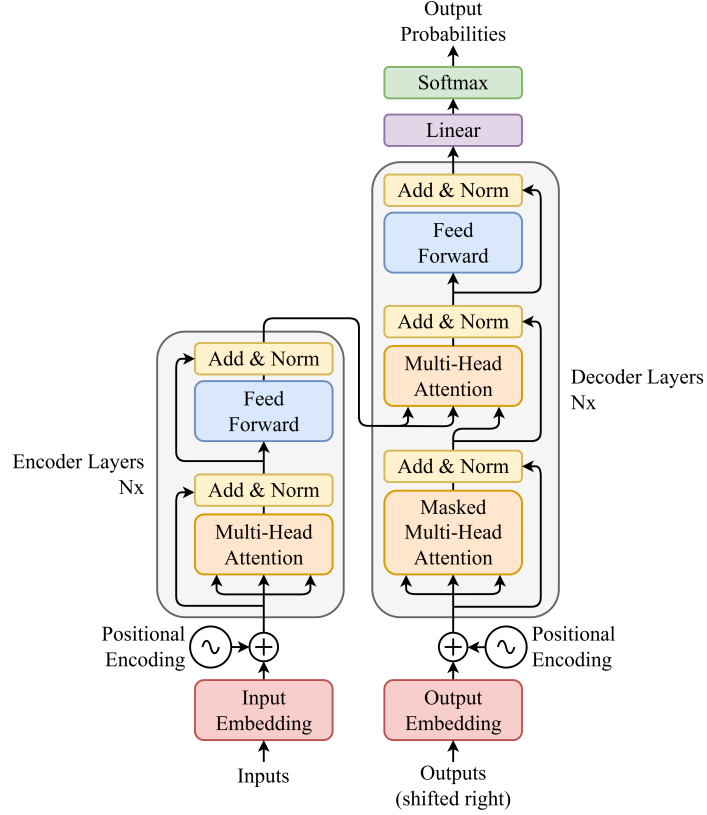 Output
Probabilities
Softmax
Linear
Add & Norm
Feed
Forward
Add & Norm
Multi-Head
Attention
Decoder Layers
Nx
Add & Norm
Masked
Multi-Head
Attention
Positional
Encoding
Output
Embedding
Outputs
(shifted right)
Add & Norm
Feed
Forward
Encoder Layers
Nx
Add & Norm
Multi-Head
Attention
Positional
Encoding
Input
Embedding
Inputs